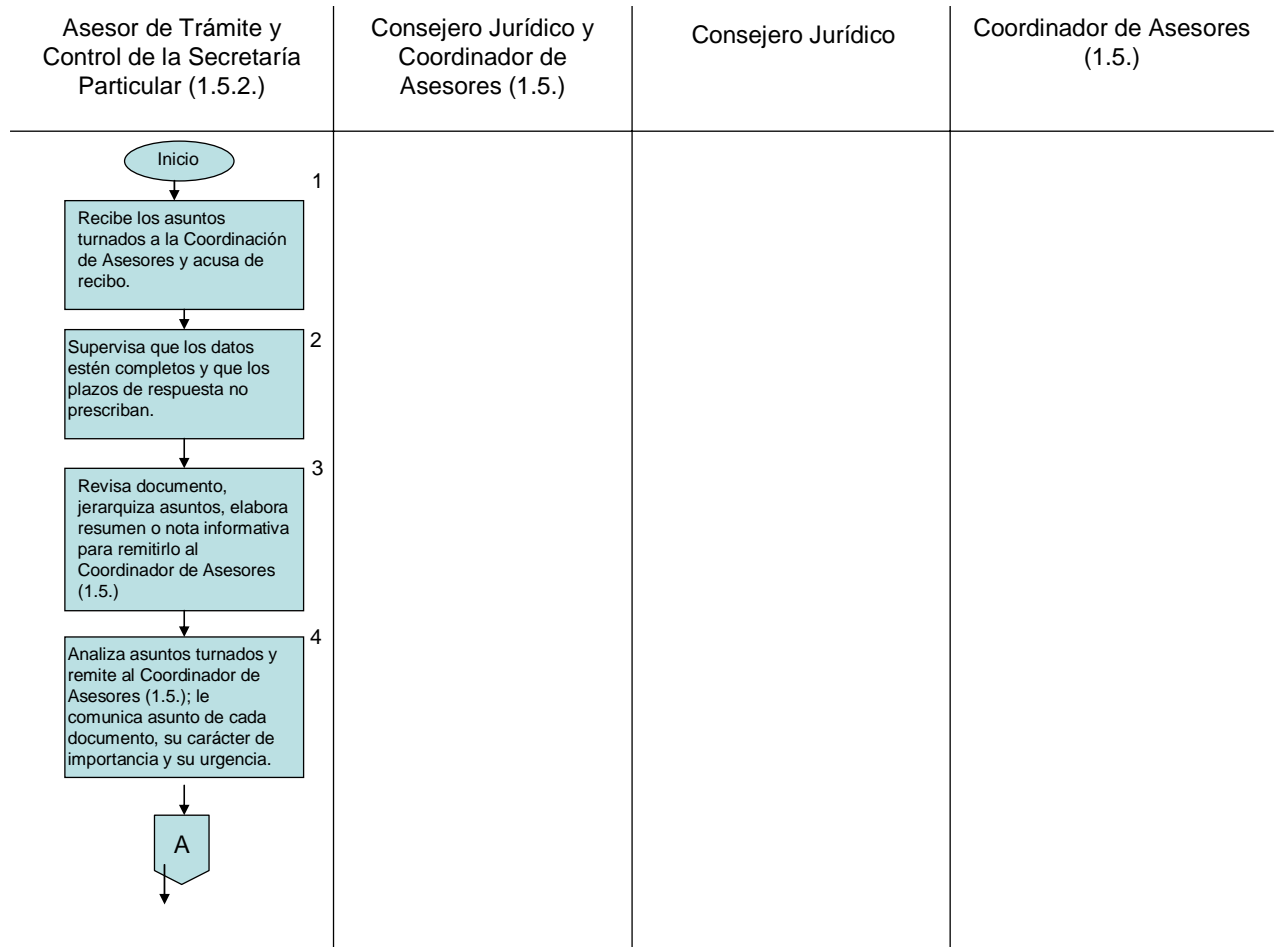 Asesor de Trámite y
Control de la Secretaría
Particular (1.5.2.)
Consejero Jurídico y
Coordinador de
Asesores (1.5.)
Consejero Jurídico
Coordinador de Asesores
(1.5.)
Inicio
1
Recibe los asuntos
turnados a la Coordinación
de Asesores y acusa de
recibo.
2
Supervisa que los datos
estén completos y que los
plazos de respuesta no
prescriban.
3
Revisa documento,
jerarquiza asuntos, elabora
resumen o nota informativa
para remitirlo al
Coordinador de Asesores
(1.5.)
4
Analiza asuntos turnados y
remite al Coordinador de
Asesores (1.5.); le
comunica asunto de cada
documento, su carácter de
importancia y su urgencia.
A